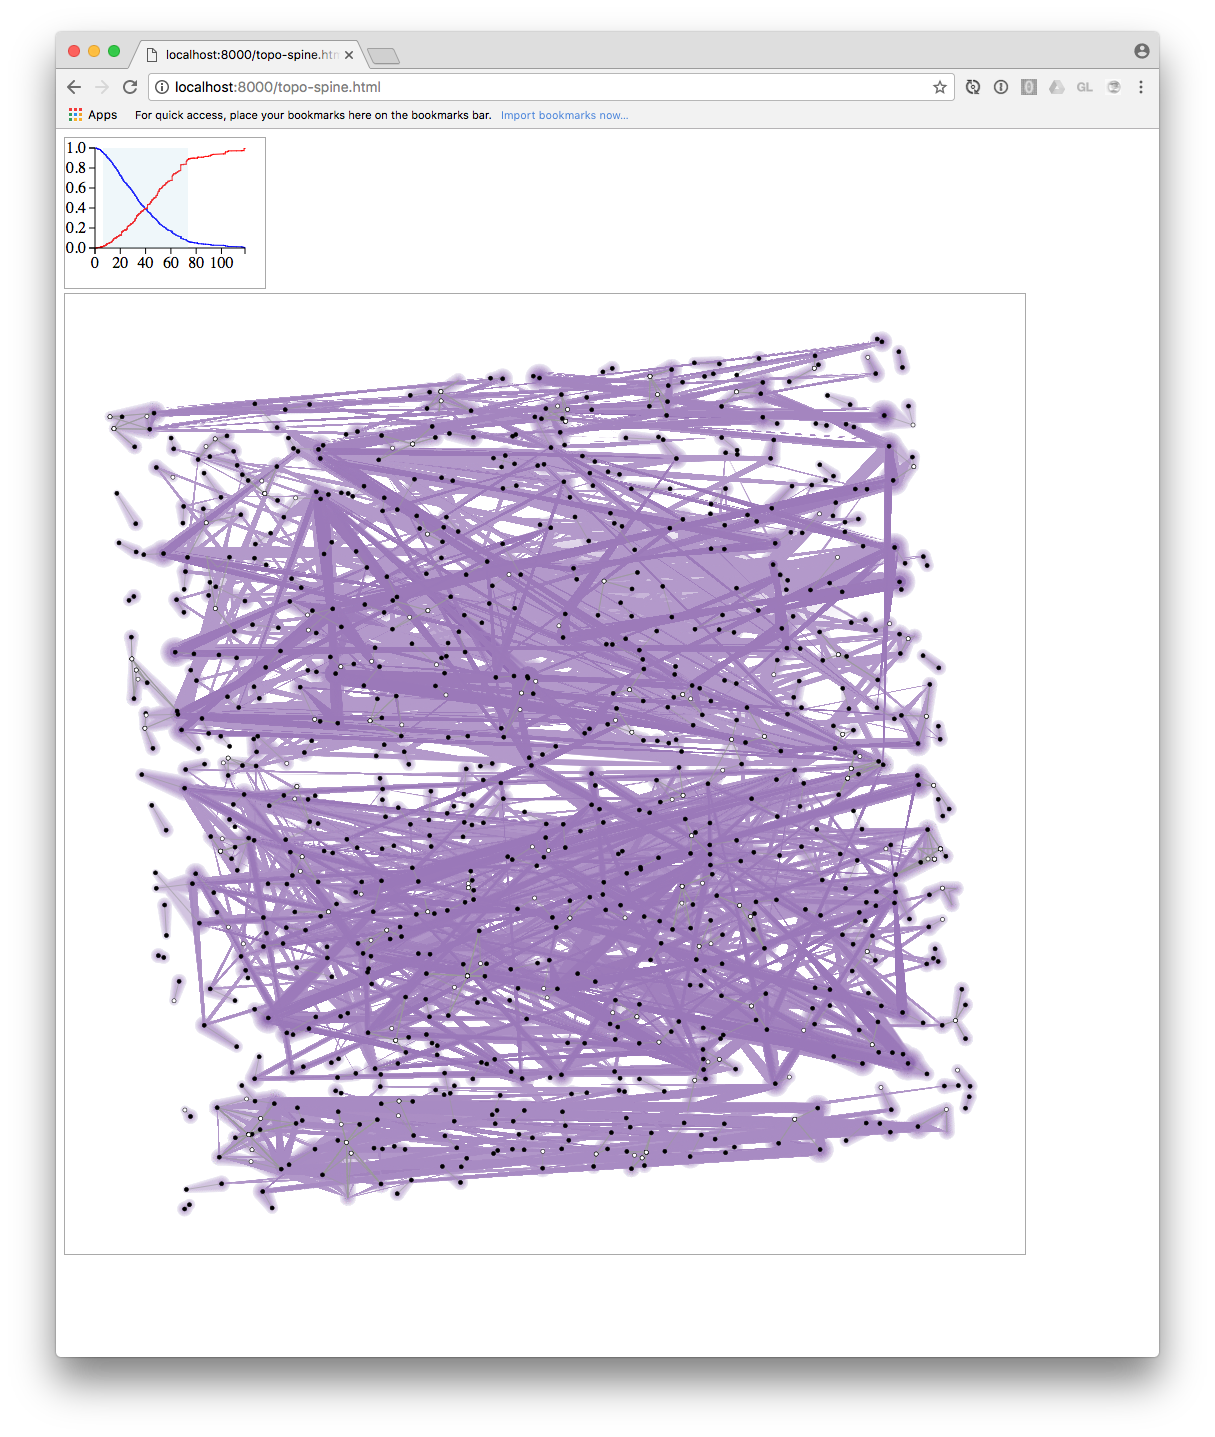 localhost:8000/topo-spine.htm
localhost:8000/topo-spine.html
GL
Apps
For quick access, place your bookmarks here on the bookmarks bar.
Import bookmarks now...
1.0
0.8
0.6
0.4
0.2
0.0
0 20 40 60 80 100